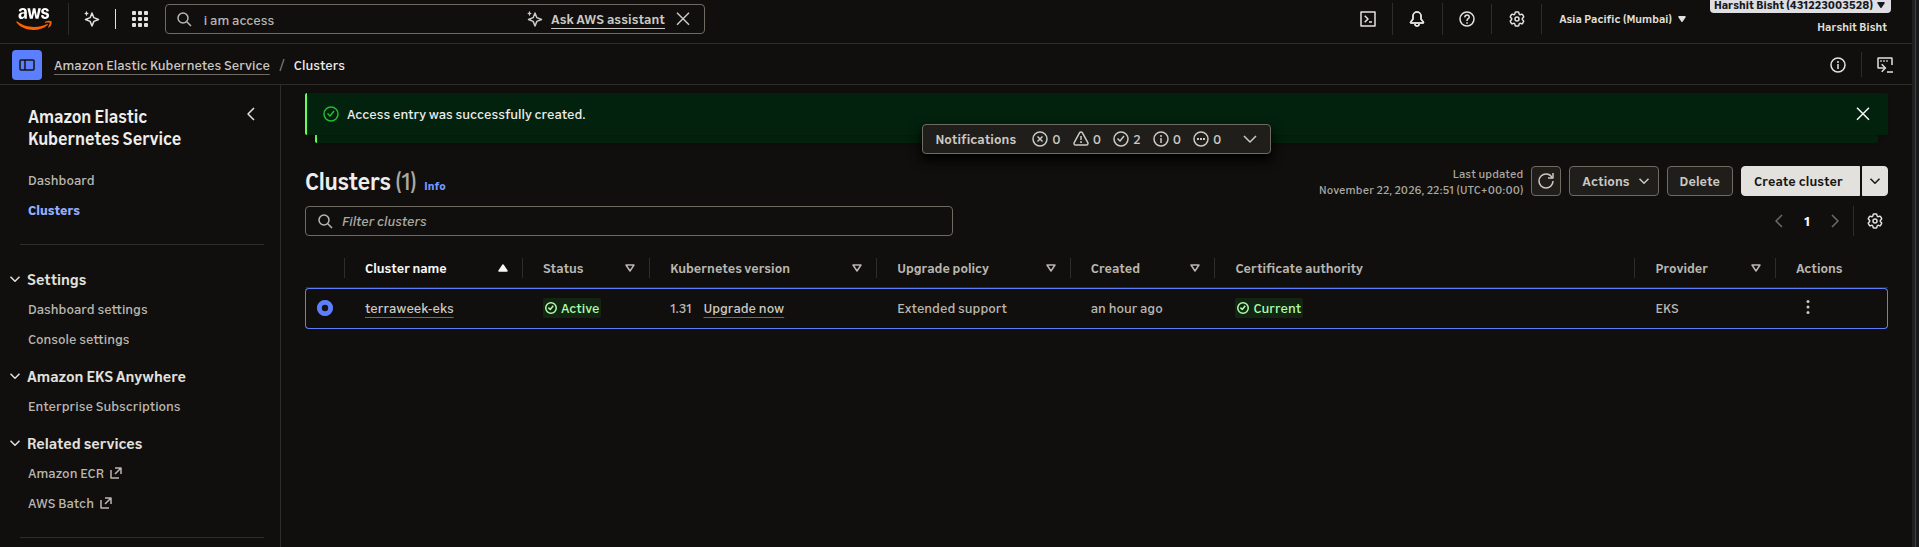 aws
i am access
Ask AWS assistant
Asia Pacific (Mumbai)
Harshit Bisht (431223003528)
Harshit Bisht
Amazon Elastic Kubernetes Service / Clusters
Amazon Elastic
Kubernetes Service
Dashboard
Clusters
Settings
Dashboard settings
Console settings
Amazon EKS Anywhere
Enterprise Subscriptions
Related services
Amazon ECR
AWS Batch
Access entry was successfully created.
Notifications 0 0 2 0 0
Clusters (1) Info
Last updated
November 22, 2026, 22:51 (UTC+00:00)
Actions
Delete
Create cluster
Filter clusters
1
Cluster name Status Kubernetes version Upgrade policy Created Certificate authority Provider Actions
terraweek-eks Active 1.31 Upgrade now Extended support an hour ago Current EKS